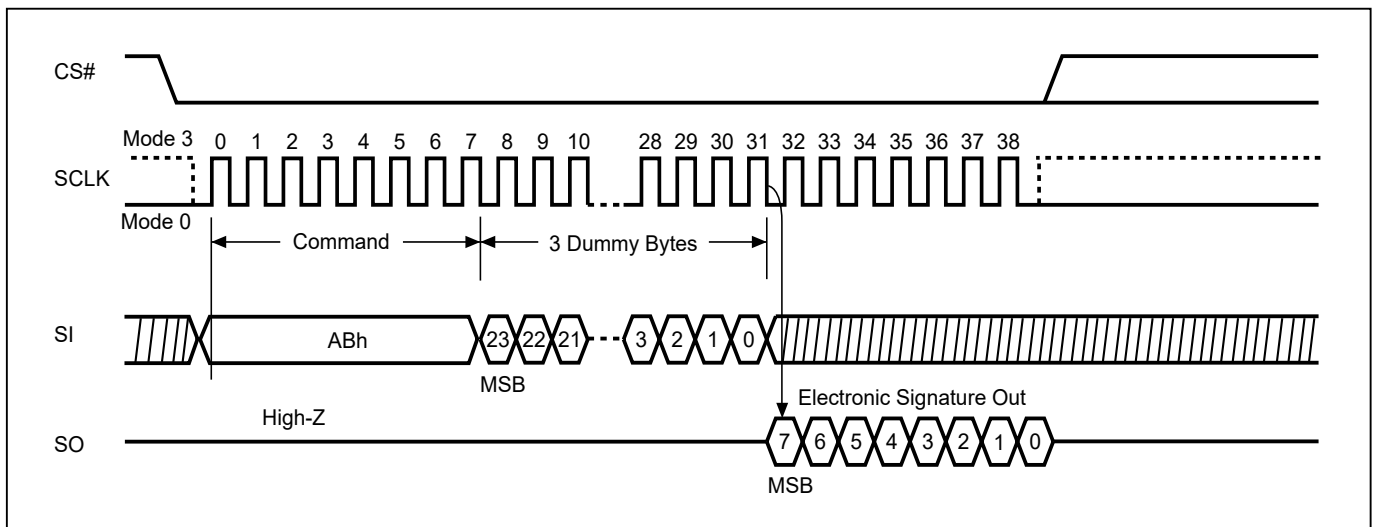 CS#
Mode 3 0 1 2 3 4 5 6 7 8 9 10 28 29 30 31 32 33 34 35 36 37 38
SCLK
Mode 0
Command 3 Dummy Bytes
SI ABh 23 22 21 3 2 1 0
MSB
Electronic Signature Out
High-Z
SO 7 6 5 4 3 2 1 0
MSB